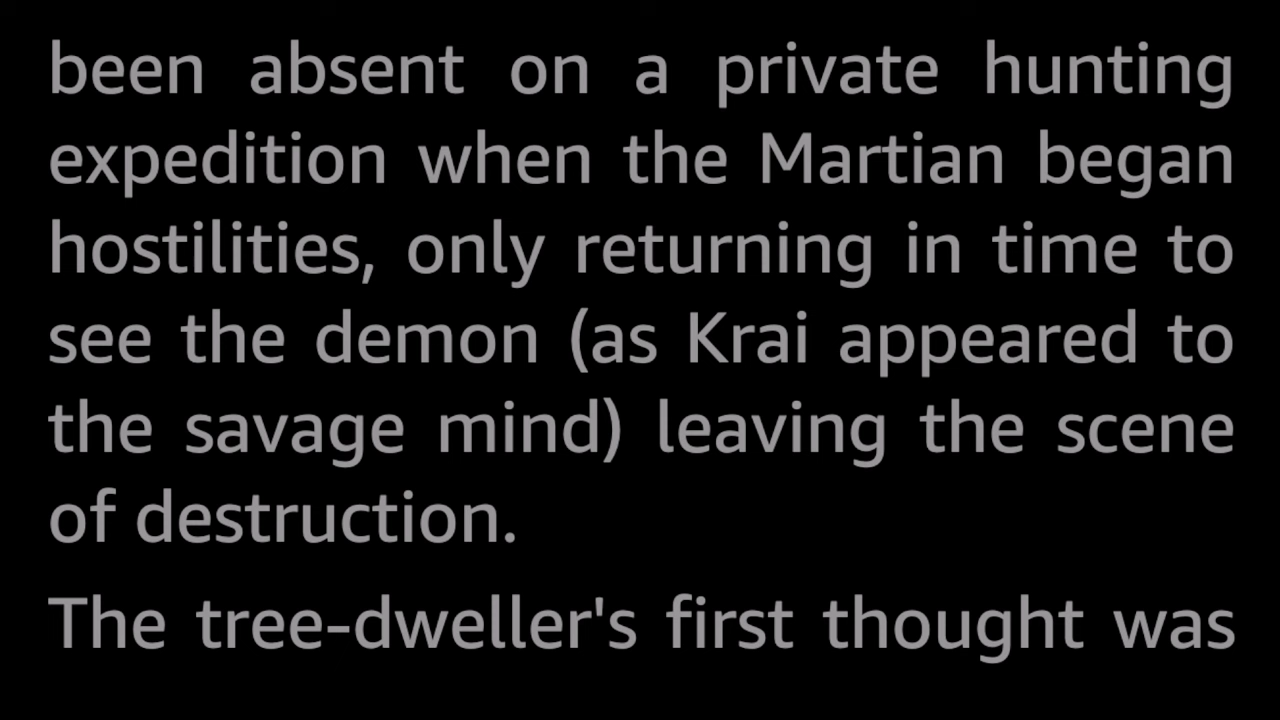 been absent on a private hunting
expedition when the Martian began
hostilities, only returning in time to
see the demon (as Krai appeared to
the savage mind) leaving the scene
of destruction.
The tree-dweller's first thought was